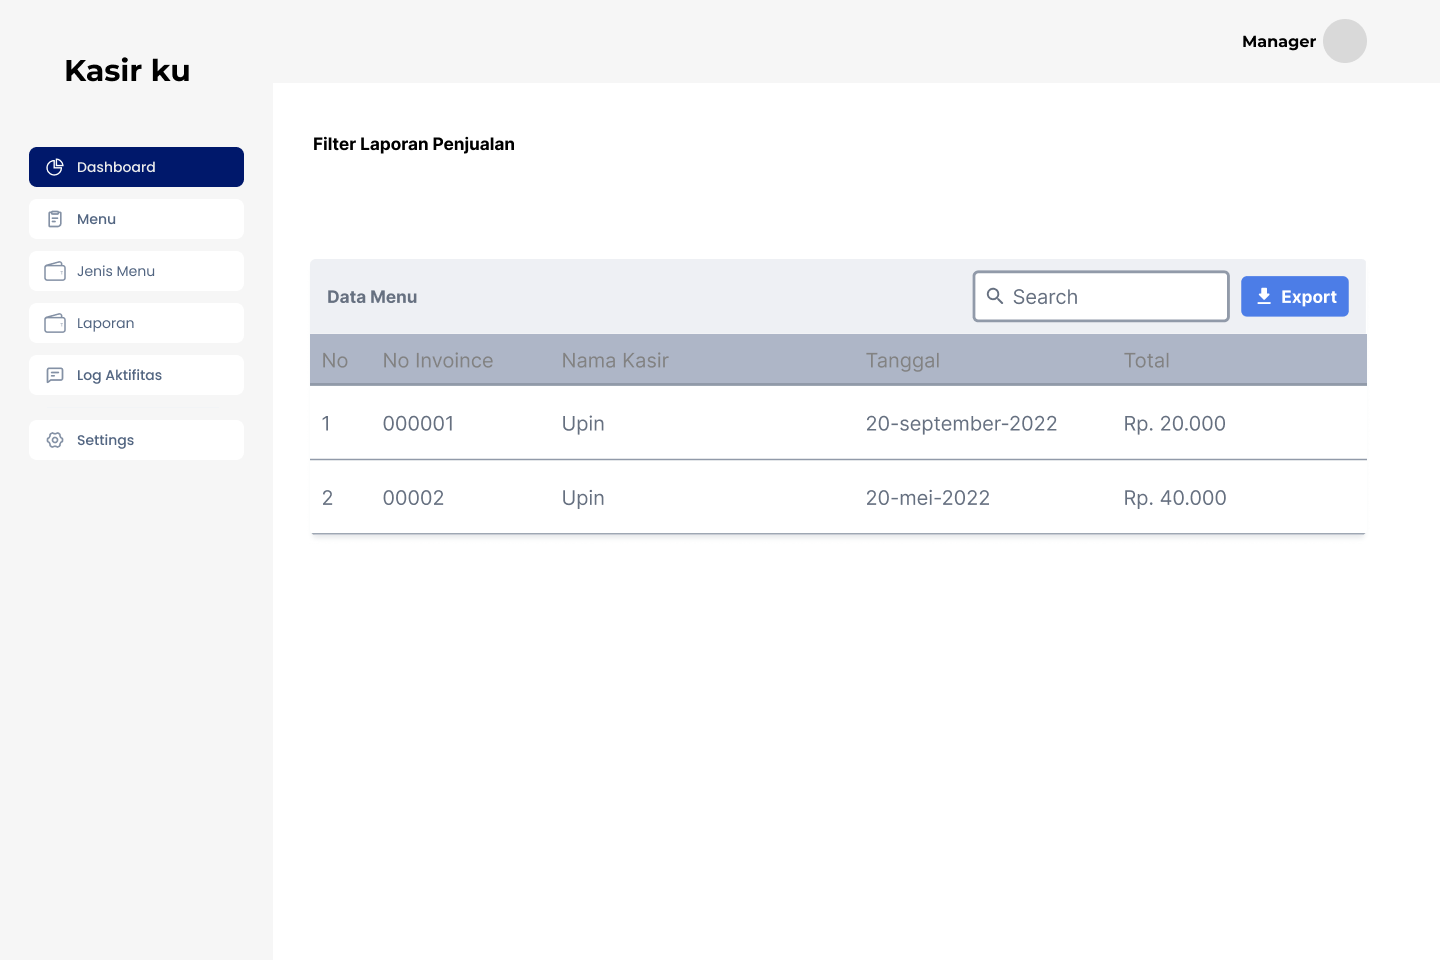 Manager
Kasir ku
Dashboard
Menu
Jenis Menu
Laporan
Log Aktifitas
Settings
Filter Laporan Penjualan
Data Menu Search Export
No No Invoince Nama Kasir Tanggal Total
1 000001 Upin 20-september-2022 Rp. 20.000
2 00002 Upin 20-mei-2022 Rp. 40.000